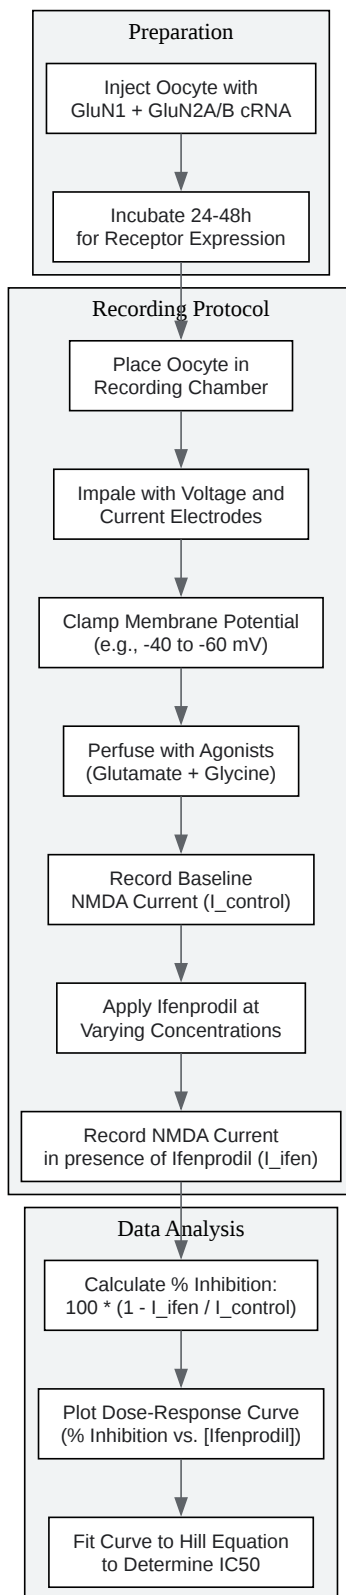 Preparation
Inject Oocyte with
GluN1 + GluN2A/B cRNA
Incubate 24-48h
for Receptor Expression
Recording Protocol
Place Oocyte in
Recording Chamber
Impale with Voltage and
Current Electrodes
Clamp Membrane Potential
(e.g., -40 to -60 mV)
Perfuse with Agonists
(Glutamate + Glycine)
Record Baseline
NMDA Current (I_control)
Apply Ifenprodil at
Varying Concentrations
Record NMDA Current
in presence of Ifenprodil (I_ifen)
Data Analysis
Calculate % Inhibition:
100 * (1 - I_ifen / I_control)
Plot Dose-Response Curve
(% Inhibition vs. [Ifenprodil])
Fit Curve to Hill Equation
to Determine IC50